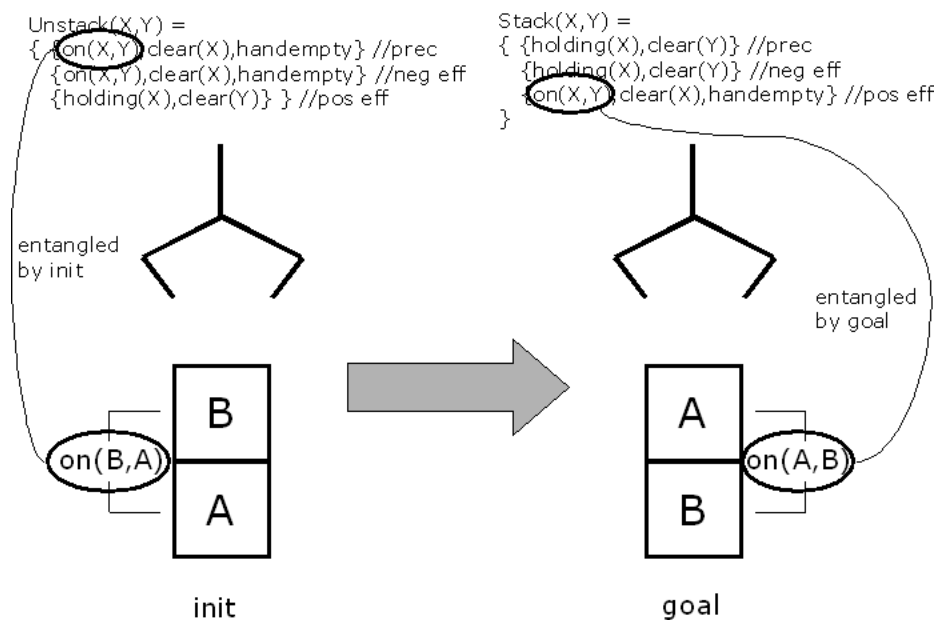 Unstack(X,Y) =
{ {on(X,Y),clear(X),handempty} //prec
{on(X,Y),clear(X),handempty} //neg eff
{holding(X),clear(Y)} } //pos eff
Stack(X,Y) =
{ {holding(X),clear(Y)} //prec
{holding(X),clear(Y)} //neg eff
{on(X,Y),clear(X),handempty} //pos eff
}
entangled
by init
entangled
by goal
B
on(B,A)
A
A
on(A,B)
B
init
goal